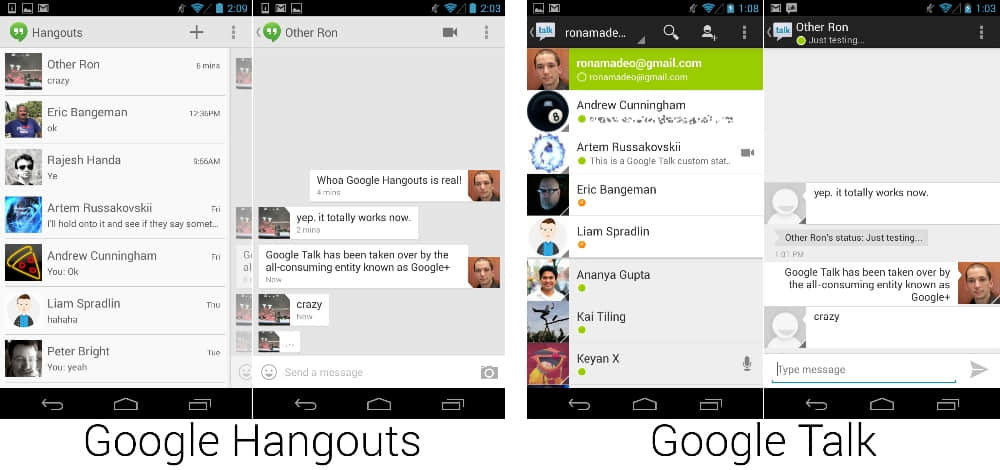 2:09
Hangouts
Other Ron
6 mins
crazy
Eric Bangeman
12:36PM
ok
Rajesh Handa
9:56AM
Ye
Artem Russakovskii
Fri
I'll hold onto it and see if they say somet...
Andrew Cunningham
Fri
You: Ok
Liam Spradlin
Thu
hahaha
Peter Bright
Tue
You: yeah
2:03
Other Ron
Whoa Google Hangouts is real!
4 mins
yep. it totally works now.
2 mins
Google Talk has been taken over by the
all-consuming entity known as Google+
Now
crazy
Now
...
Send a message
Google Hangouts
1:08
talk
ronamade...
ronamadeo@gmail.com
ronamadeo@gmail.com
Andrew Cunningham
Artem Russakovskii
This is a Google Talk custom stat..
Eric Bangeman
Liam Spradlin
Ananya Gupta
Kai Tiling
Keyan X
1:03
talk
Other Ron
Just testing...
yep. it totally works now.
Other Ron's status: Just testing...
1:01 PM
Google Talk has been taken over by
the all-consuming entity known as
Google+
crazy
Type message
Google Talk